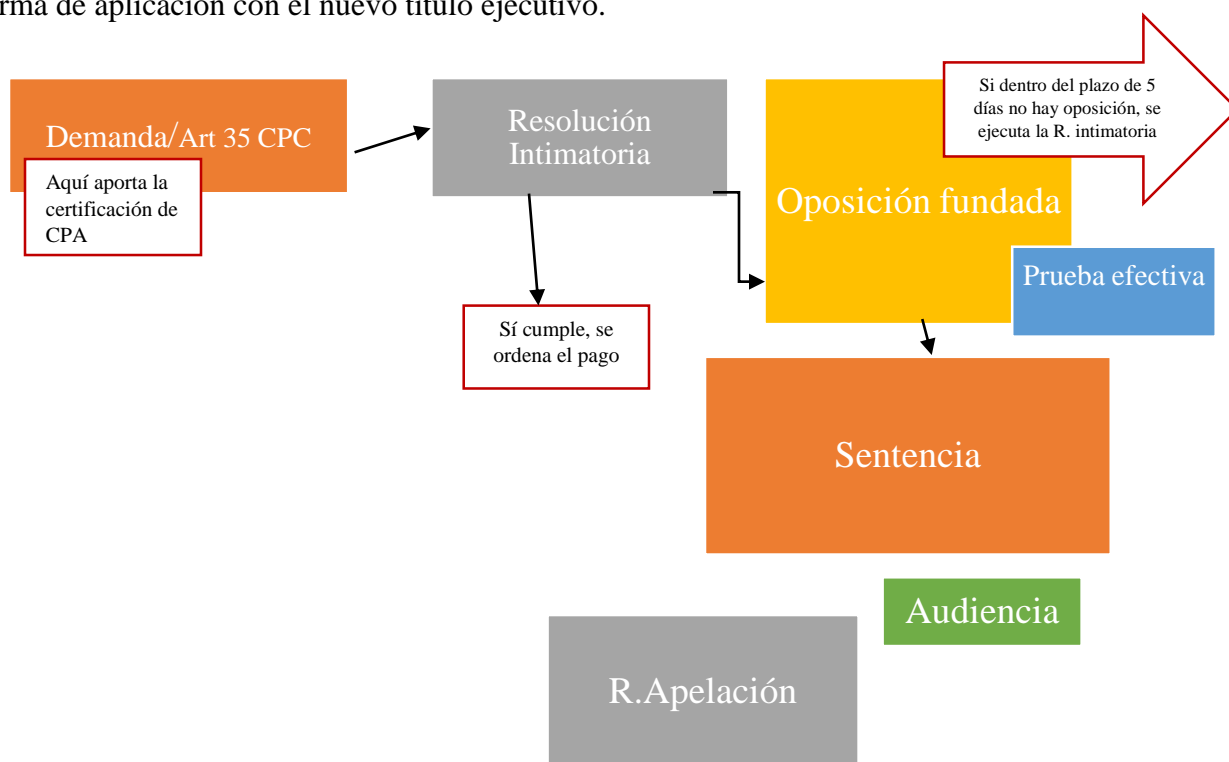 rma de aplicación con el nuevo título ejecutivo.
Demanda/Art 35 CPC
Aquí aporta la
certificación de
CPA
Resolución
Intimatoria
Sí cumple, se
ordena el pago
Si dentro del plazo de 5
días no hay oposición, se
ejecuta la R. intimatoria
Oposición fundada
Prueba efectiva
Sentencia
Audiencia
R.Apelación